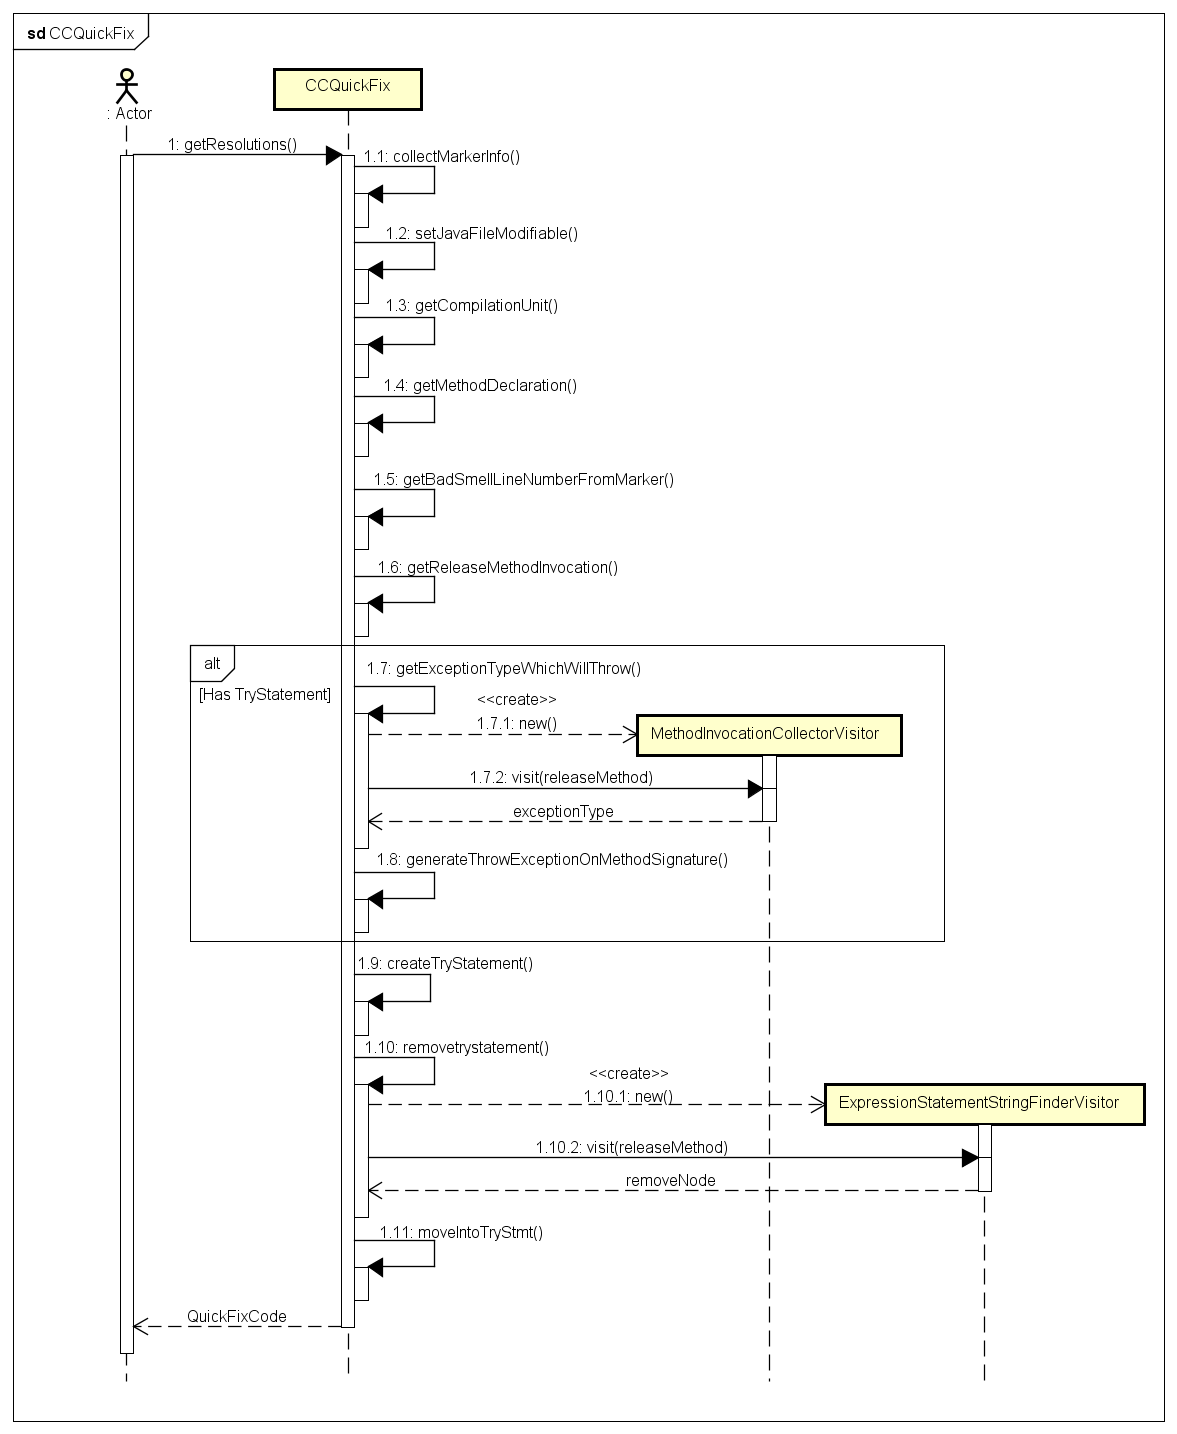 sd CCQuickFix
: Actor
CCQuickFix
1: getResolutions()
1.1: collectMarkerInfo()
1.2: setJavaFileModifiable()
1.3: getCompilationUnit()
1.4: getMethodDeclaration()
1.5: getBadSmellLineNumberFromMarker()
1.6: getReleaseMethodInvocation()
alt
[Has TryStatement]
1.7: getExceptionTypeWhichWillThrow()
<<create>>
1.7.1: new()
MethodInvocationCollectorVisitor
1.7.2: visit(releaseMethod)
exceptionType
1.8: generateThrowExceptionOnMethodSignature()
1.9: createTryStatement()
1.10: removetrystatement()
<<create>>
1.10.1: new()
ExpressionStatementStringFinderVisitor
1.10.2: visit(releaseMethod)
removeNode
1.11: moveIntoTryStmt()
QuickFixCode